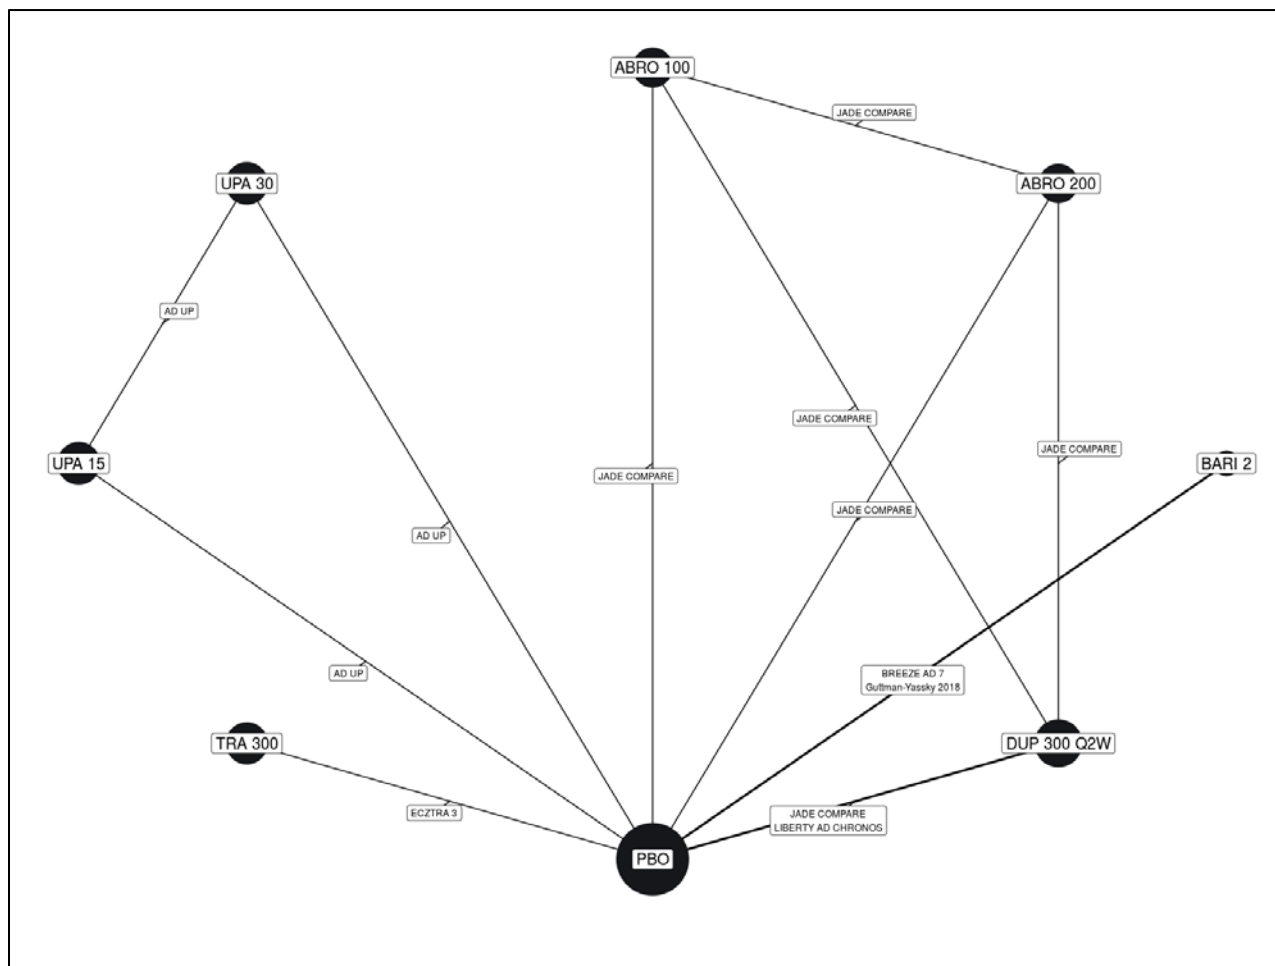 ABRO 100
JADE COMPARE
UPA 30
ABRO 200
AD UP
JADE COMPARE
JADE COMPARE
UPA 15
BARI 2
JADE COMPARE
JADE COMPARE
AD UP
AD UP
BREEZE AD 7
Guttman-Yassky 2018
TRA 300
DUP 300 Q2W
ECZTRA 3
JADE COMPARE
LIBERTY AD CHRONOS
PBO